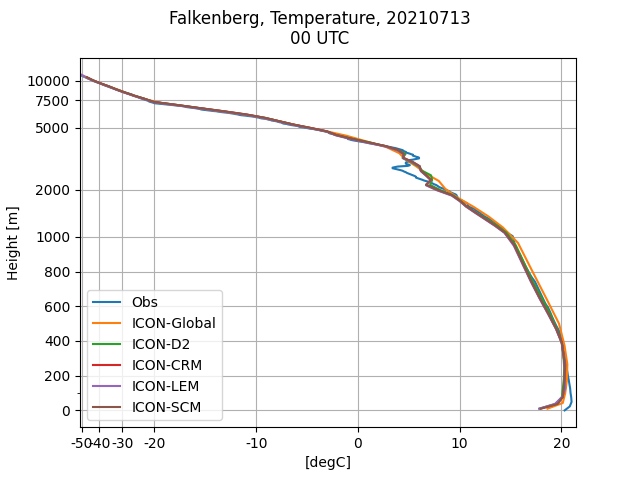 Falkenberg, Temperature, 20210713
00 UTC
10000
7500
5000
2000
1000
800
600
400
200
0
Height [m]
Obs
ICON-Global
ICON-D2
ICON-CRM
ICON-LEM
ICON-SCM
-50 -40 -30 -20 -10 0 10 20
[degC]